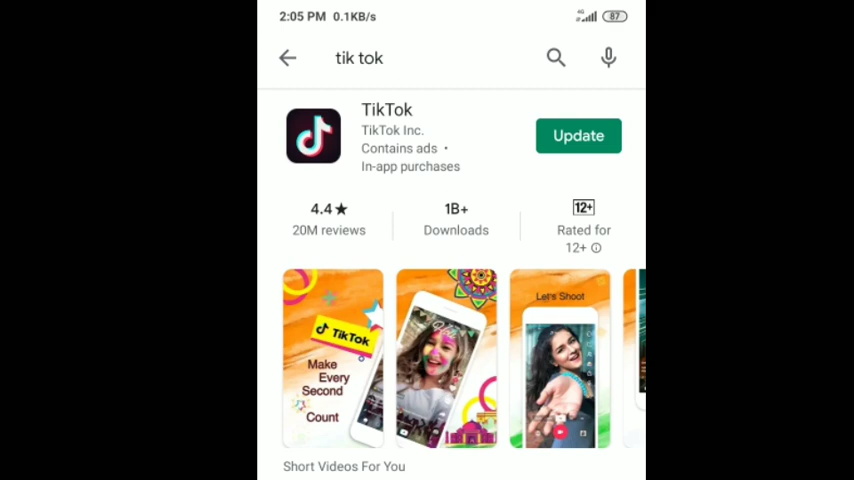 2:05 PM 0.1KB/s
4G
87
tik tok
TikTok
TikTok Inc.
Contains ads •
In-app purchases
Update
4.4★
20M reviews
1B+
Downloads
12+
Rated for
12+
TikTok
Make
Every
Second
Count
Let's Shoot
Short Videos For You